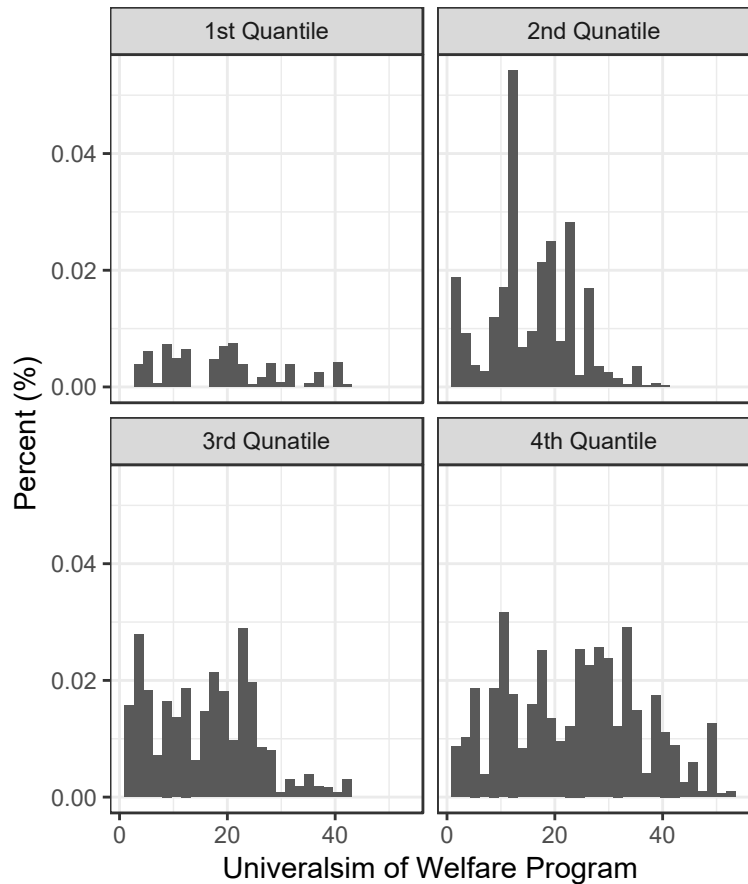 1st Quantile
2nd Qunatile
0.04
0.02
0.00
3rd Qunatile
4th Quantile
0.04
0.02
0.00
0 20 40
0 20 40
Percent (%)
Univeralsim of Welfare Program